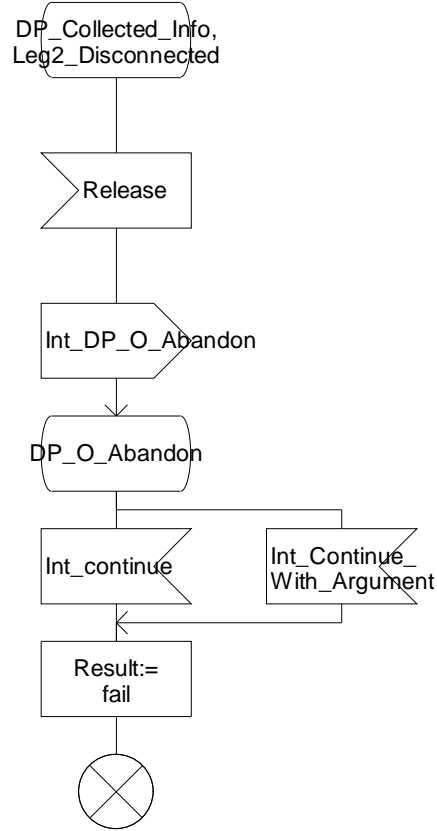 DP_Collected_Info,
Leg2_Disconnected
Release
Int_DP_O_Abandon
DP_O_Abandon
Int_continue
Int_Continue_
With_Argument
Result:=
fail